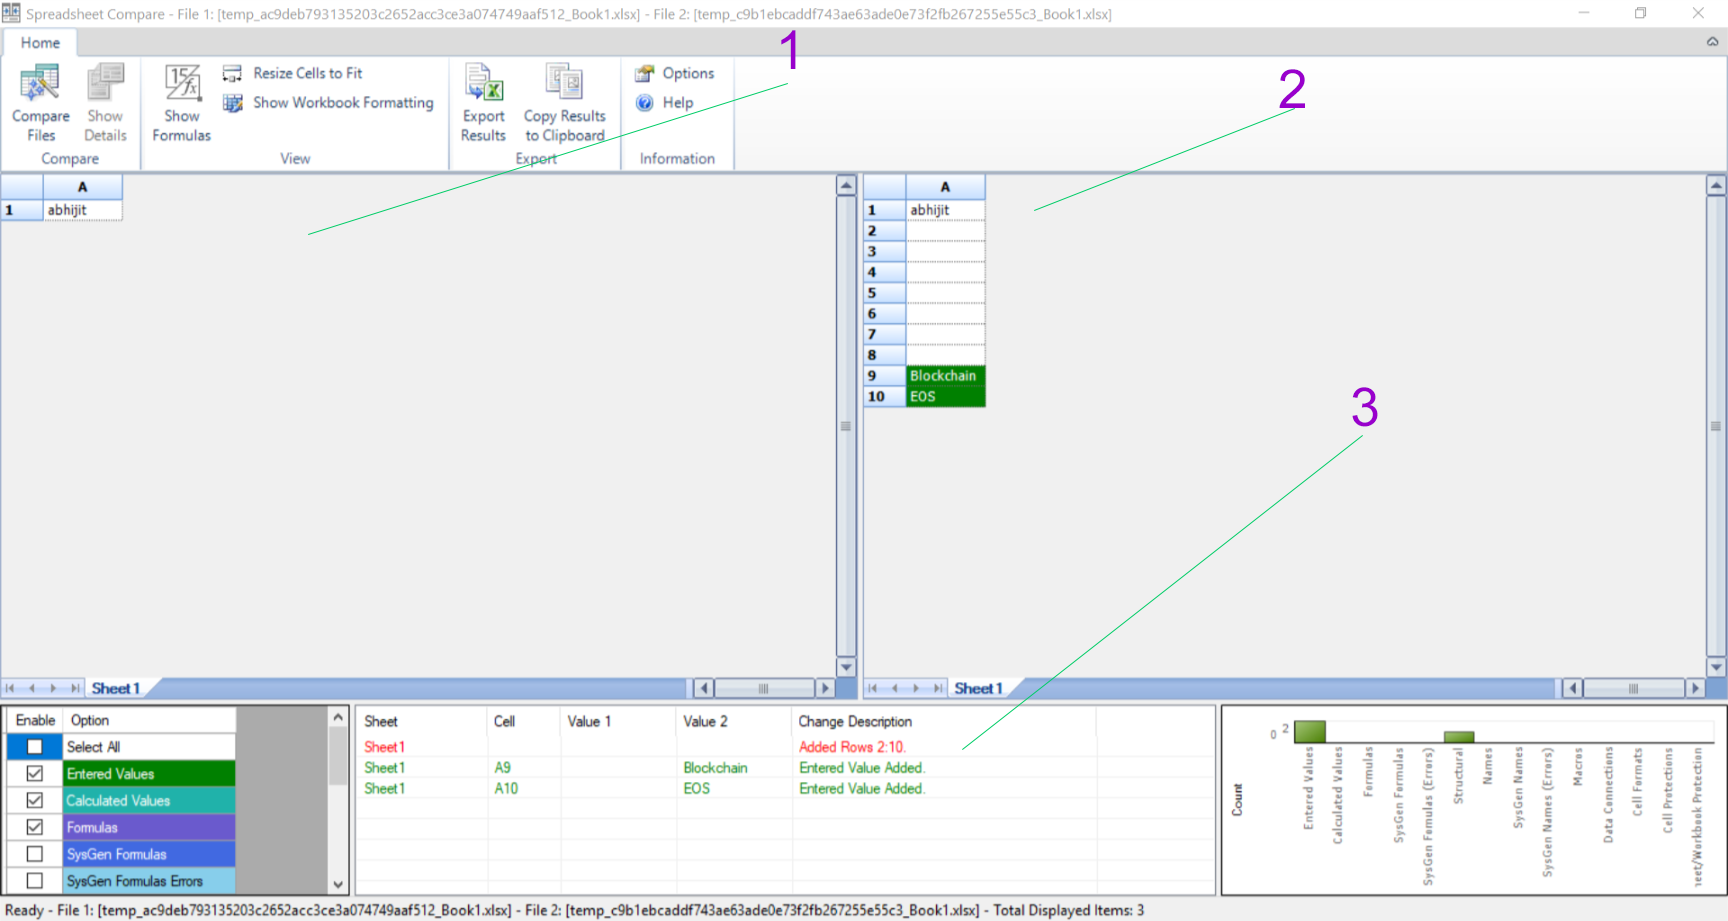 Spreadsheet Compare - File 1: [temp_ac9deb793135203c2652acc3ce3a074749aaf512_Book1.xlsx] - File 2: [temp_c9b1ebcaddf743ae63ade0e73f2fb267255e55c3_Book1.xlsx]
Home
1
2
3
Compare Files
Show Details
Compare
15 fx
Show Formulas
Resize Cells to Fit
Show Workbook Formatting
View
Export Results
Copy Results to Clipboard
Export
Options
Help
Information
A
1 abhijit
A
1 abhijit
2
3
4
5
6
7
8
9 Blockchain
10 EOS
Sheet1
Sheet1
Enable Option
Select All
Entered Values
Calculated Values
Formulas
SysGen Formulas
SysGen Formulas Errors
Sheet Cell Value 1 Value 2 Change Description
Sheet1 Added Rows 2:10.
Sheet1 A9 Blockchain Entered Value Added.
Sheet1 A10 EOS Entered Value Added.
0 2
Count
Entered Values
Calculated Values
Formulas
SysGen Formulas
SysGen Fomulas (Errors)
Structural
Names
SysGen Names
SysGen Names (Errors)
Macros
Data Connections
Cell Formats
Cell Protections
neet/Workbook Protection
Ready - File 1: [temp_ac9deb793135203c2652acc3ce3a074749aaf512_Book1.xlsx] - File 2: [temp_c9b1ebcaddf743ae63ade0e73f2fb267255e55c3_Book1.xlsx] - Total Displayed Items: 3